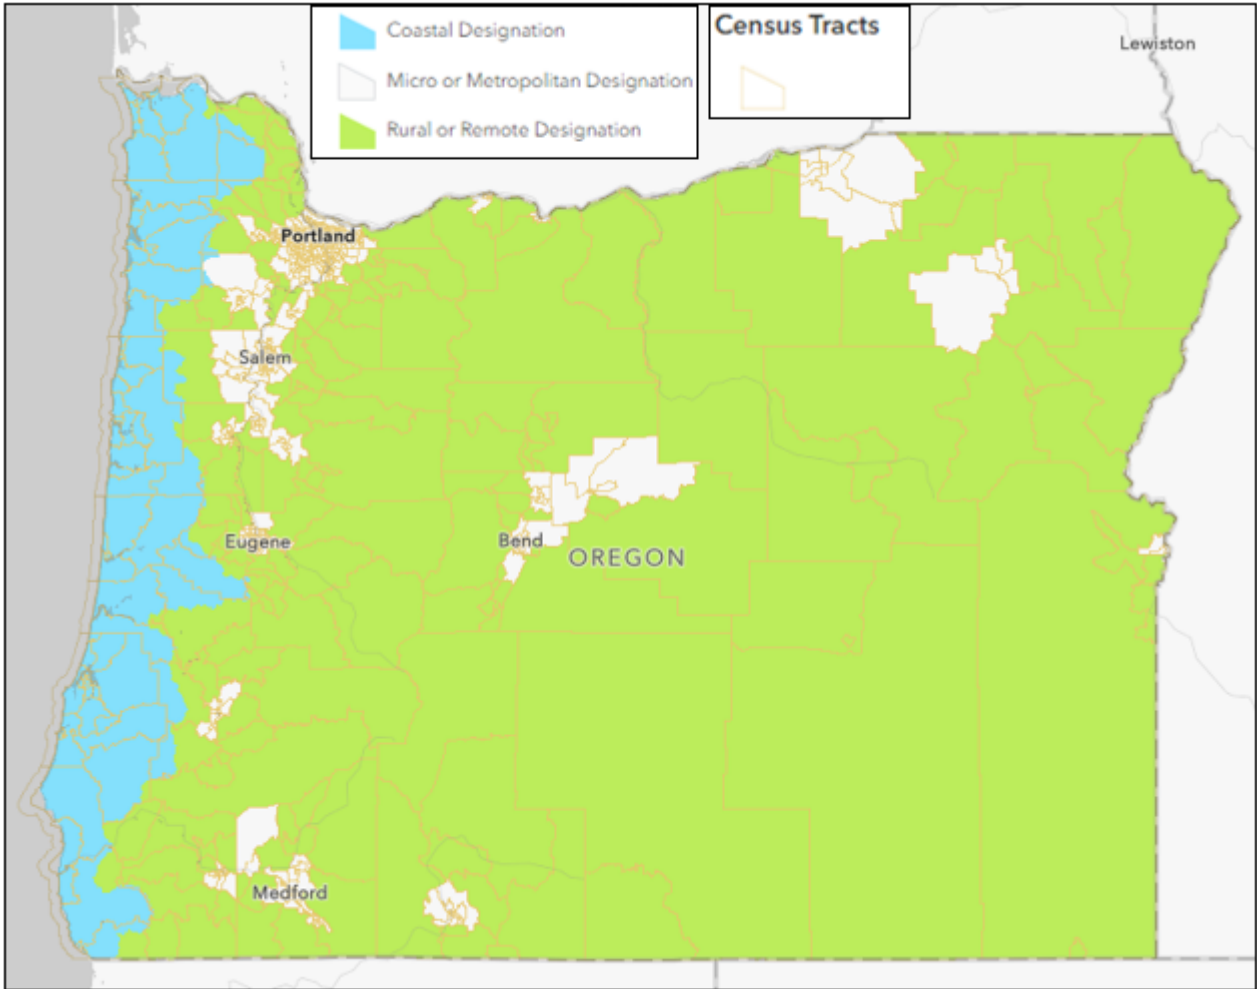 Coastal Designation
Micro or Metropolitan Designation
Rural or Remote Designation
Census Tracts
Lewiston
Portland
Salem
Eugene
Bend
OREGON
Medford